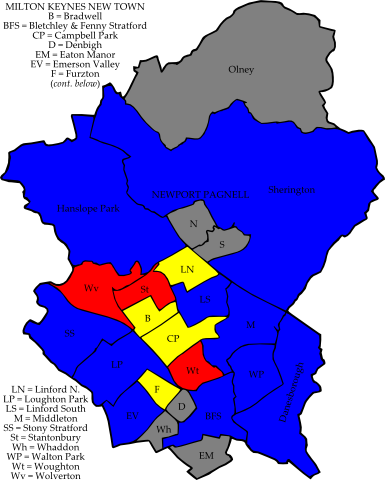 MILTON KEYNES NEW TOWN
B = Bradwell
BFS = Bletchley & Fenny Stratford
CP = Campbell Park
D = Denbigh
EM = Eaton Manor
EV = Emerson Valley
F = Furzton
(cont. below)
Olney
Hanslope Park
Sherington
NEWPORT PAGNELL
N
S
LN
Wv
St
LS
B
M
SS
CP
LP
Wt
WP
F
D
Danesborough
EV
Wh
BFS
EM
LN = Linford N.
LP = Loughton Park
LS = Linford South
M = Middleton
SS = Stony Stratford
St = Stantonbury
Wh = Whaddon
WP = Walton Park
Wt = Woughton
Wv = Wolverton